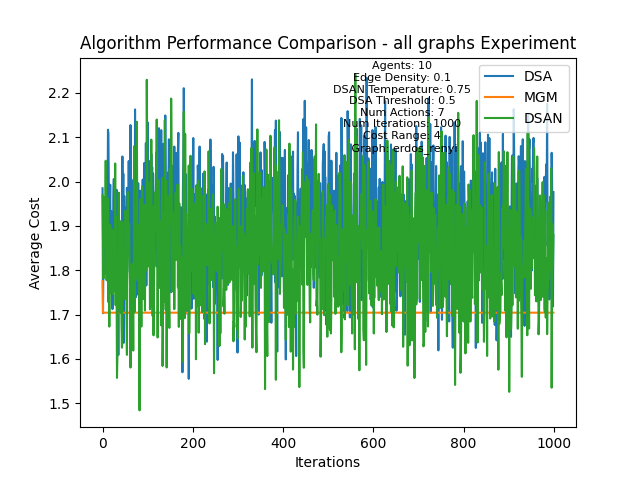 Algorithm Performance Comparison - all graphs Experiment
Agents: 10
Edge Density: 0.1
DSAN Temperature: 0.75
DSA Threshold: 0.5
Num Actions: 7
Num Iterations: 1000
Cost Range: 4
Graph: erdos_renyi
DSA
MGM
DSAN
Average Cost
2.2
2.1
2.0
1.9
1.8
1.7
1.6
1.5
0
200
400
600
800
1000
Iterations